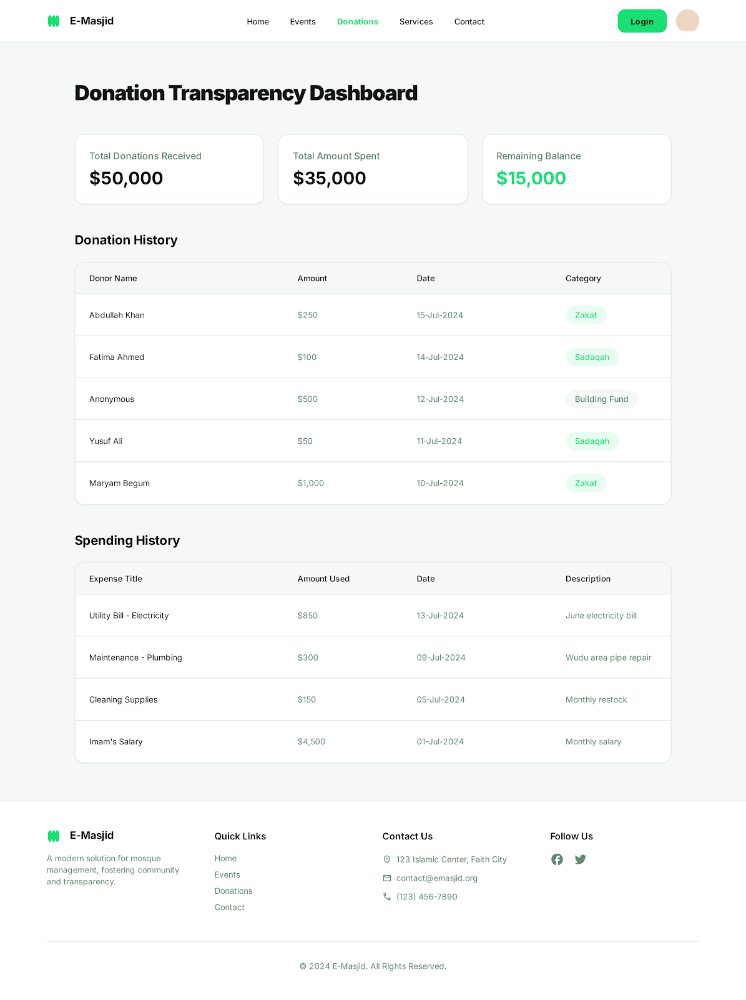 E-Masjid
Home Events Donations Services Contact
Login
Donation Transparency Dashboard
Total Donations Received
$50,000
Total Amount Spent
$35,000
Remaining Balance
$15,000
Donation History
Donor Name Amount Date Category
Abdullah Khan $250 15-Jul-2024 Zakat
Fatima Ahmed $100 14-Jul-2024 Sadaqah
Anonymous $500 12-Jul-2024 Building Fund
Yusuf Ali $50 11-Jul-2024 Sadaqah
Maryam Begum $1,000 10-Jul-2024 Zakat
Spending History
Expense Title Amount Used Date Description
Utility Bill - Electricity $850 13-Jul-2024 June electricity bill
Maintenance - Plumbing $300 09-Jul-2024 Wudu area pipe repair
Cleaning Supplies $150 05-Jul-2024 Monthly restock
Imam's Salary $4,500 01-Jul-2024 Monthly salary
E-Masjid
A modern solution for mosque
management, fostering community
and transparency.
Quick Links
Home
Events
Donations
Contact
Contact Us
123 Islamic Center, Faith City
contact@emasjid.org
(123) 456-7890
Follow Us
© 2024 E-Masjid. All Rights Reserved.